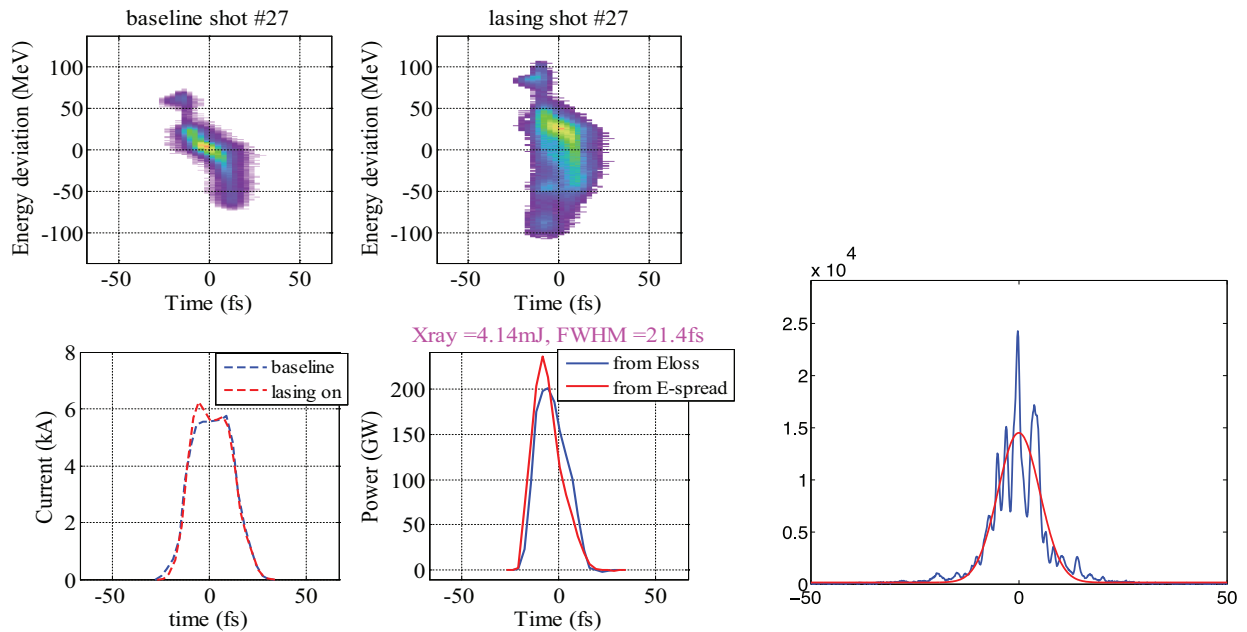 baseline shot #27
lasing shot #27
Energy deviation (MeV)
100
50
0
-50
-100
-50
0
50
Time (fs)
Energy deviation (MeV)
100
50
0
-50
-100
-50
0
50
Time (fs)
Current (kA)
8
6
4
2
0
baseline
lasing on
-50
0
50
time (fs)
Xray =4.14mJ, FWHM =21.4fs
Power (GW)
200
150
100
50
0
from Eloss
from E-spread
-50
0
50
Time (fs)
x 10^4
2.5
2
1.5
1
0.5
0
−50
0
50